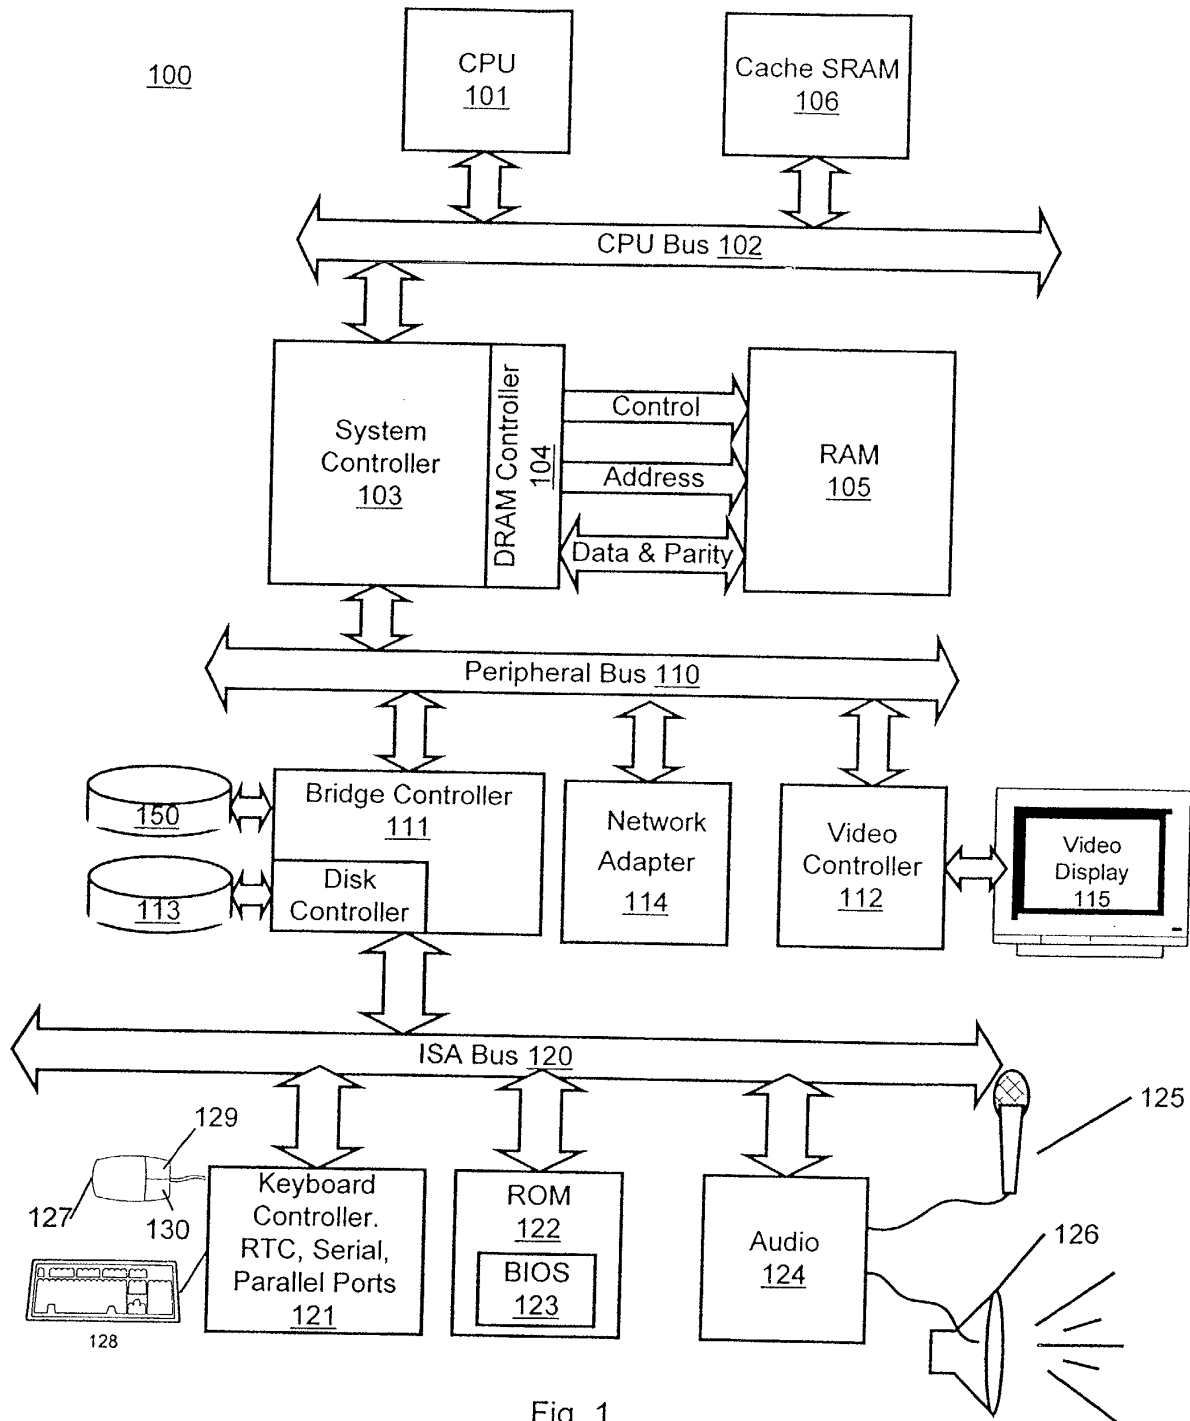 100
CPU
101
Cache SRAM
106
CPU Bus 102
System
Controller
103
DRAM Controller
104
Control
Address
Data & Parity
RAM
105
Peripheral Bus 110
150
113
Bridge Controller
111
Disk
Controller
Network
Adapter
114
Video
Controller
112
Video
Display
115
ISA Bus 120
125
129
127
130
128
Keyboard
Controller.
RTC, Serial,
Parallel Ports
121
ROM
122
BIOS
123
Audio
124
126
Fig. 1